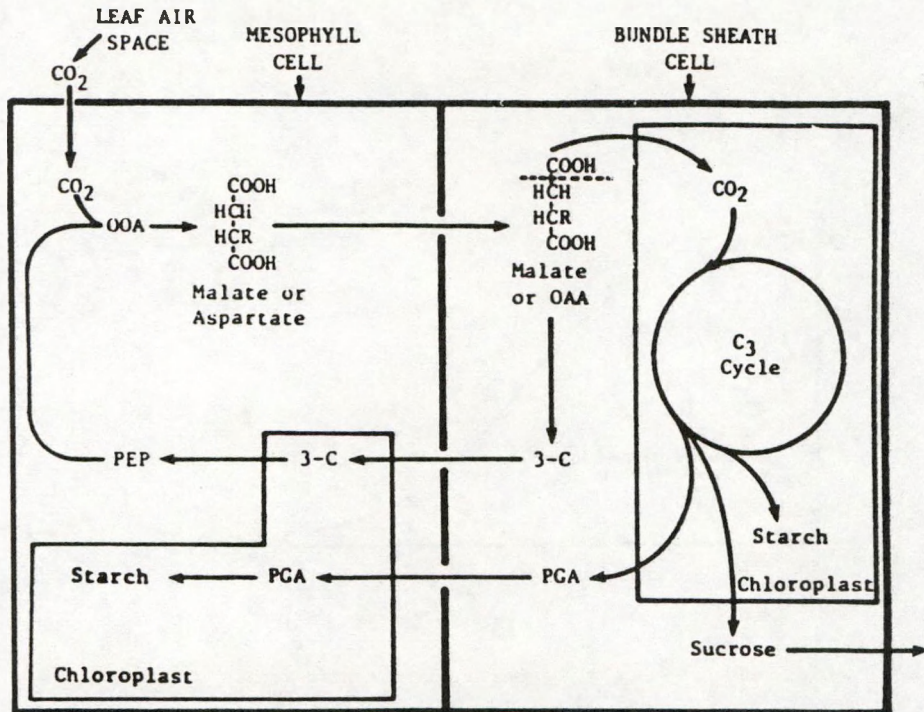 LEAF AIR
SPACE
CO2
MESOPHYLL
CELL
BUNDLE SHEATH
CELL
CO2
OOA
COOH
HCH
HCR
COOH
Malate or
Aspartate
COOH
HCH
HCR
COOH
Malate
or OAA
CO2
C3
Cycle
PEP
3-C
3-C
Starch
Starch
PGA
PGA
Chloroplast
Chloroplast
Sucrose